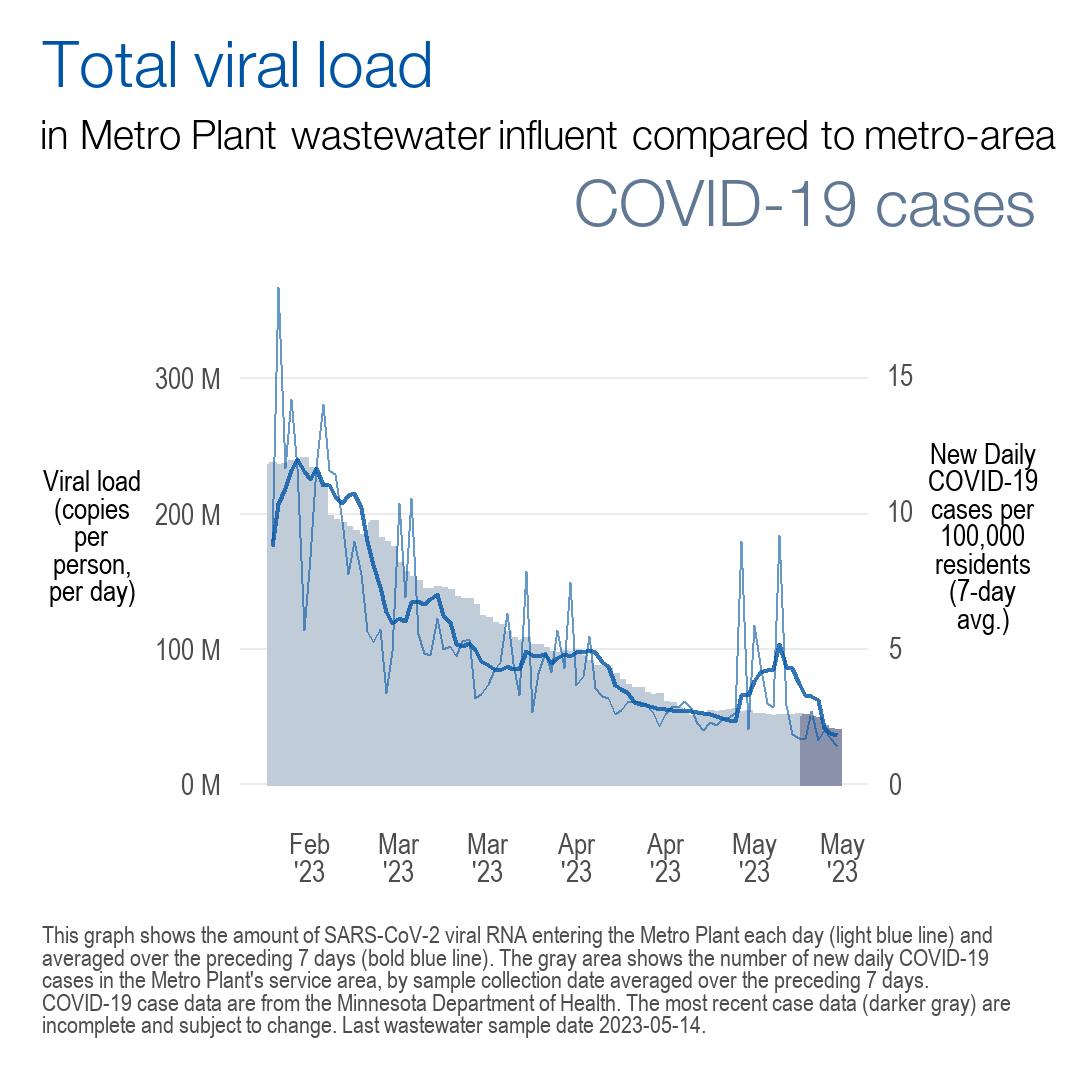 Total viral load
in Metro Plant wastewater influent compared to metro-area
COVID-19 cases
300 M
200 M
100 M
0 M
Viral load
(copies
per
person,
per day)
15
10
5
0
New Daily
COVID-19
cases per
100,000
residents
(7-day
avg.)
Feb
'23
Mar
'23
Mar
'23
Apr
'23
Apr
'23
May
'23
May
'23
This graph shows the amount of SARS-CoV-2 viral RNA entering the Metro Plant each day (light blue line) and
averaged over the preceding 7 days (bold blue line). The gray area shows the number of new daily COVID-19
cases in the Metro Plant's service area, by sample collection date averaged over the preceding 7 days.
COVID-19 case data are from the Minnesota Department of Health. The most recent case data (darker gray) are
incomplete and subject to change. Last wastewater sample date 2023-05-14.